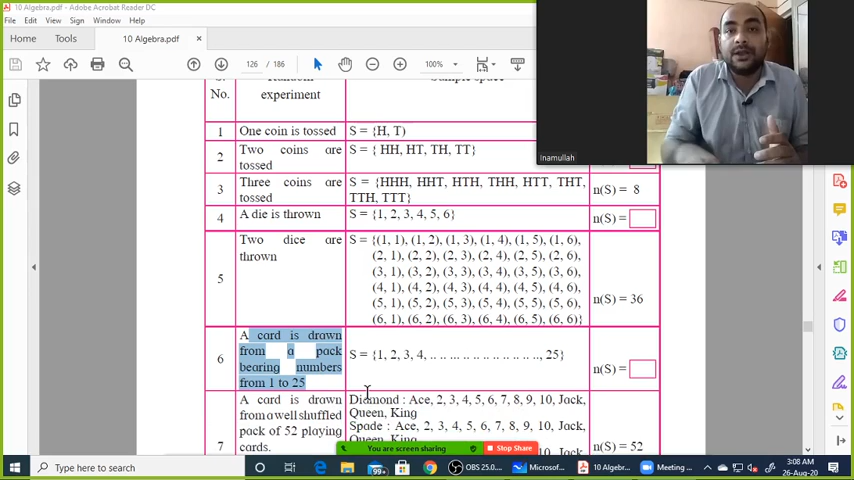 10 Algebra.pdf - Adobe Acrobat Reader DC
File Edit View Sign Window Help
Home Tools 10 Algebra.pdf ×
126 / 186 100%
No. experiment
1 One coin is tossed S = {H, T)
2 Two coins are tossed S = { HH, HT, TH, TT}
3 Three coins are tossed S = {HHH, HHT, HTH, THH, HTT, THT, TTH, TTT} n(S) = 8
4 A die is thrown S = {1, 2, 3, 4, 5, 6} n(S) =
5 Two dice are thrown S = {(1, 1), (1, 2), (1, 3), (1, 4), (1, 5), (1, 6),
(2, 1), (2, 2), (2, 3), (2, 4), (2, 5), (2, 6),
(3, 1), (3, 2), (3, 3), (3, 4), (3, 5), (3, 6),
(4, 1), (4, 2), (4, 3), (4, 4), (4, 5), (4, 6),
(5, 1), (5, 2), (5, 3), (5, 4), (5, 5), (5, 6),
(6, 1), (6, 2), (6, 3), (6, 4), (6, 5), (6, 6)}
n(S) = 36
6 A card is drawn from a pack bearing numbers from 1 to 25 S = {1, 2, 3, 4, .. .. ... .. .. .. .. .. .. .., 25} n(S) =
7 A card is drawn from a well shuffled pack of 52 playing cards.
Diamond : Ace, 2, 3, 4, 5, 6, 7, 8, 9, 10, Jack,
Queen, King
Spade : Ace, 2, 3, 4, 5, 6, 7, 8, 9, 10, Jack,
Queen, King
n(S) = 52
Inamullah
You are screen sharing Stop Share
Type here to search
99+
OBS 25.0....
Microsoft...
10 Algebra...
Meeting ...
3:08 AM
26-Aug-20